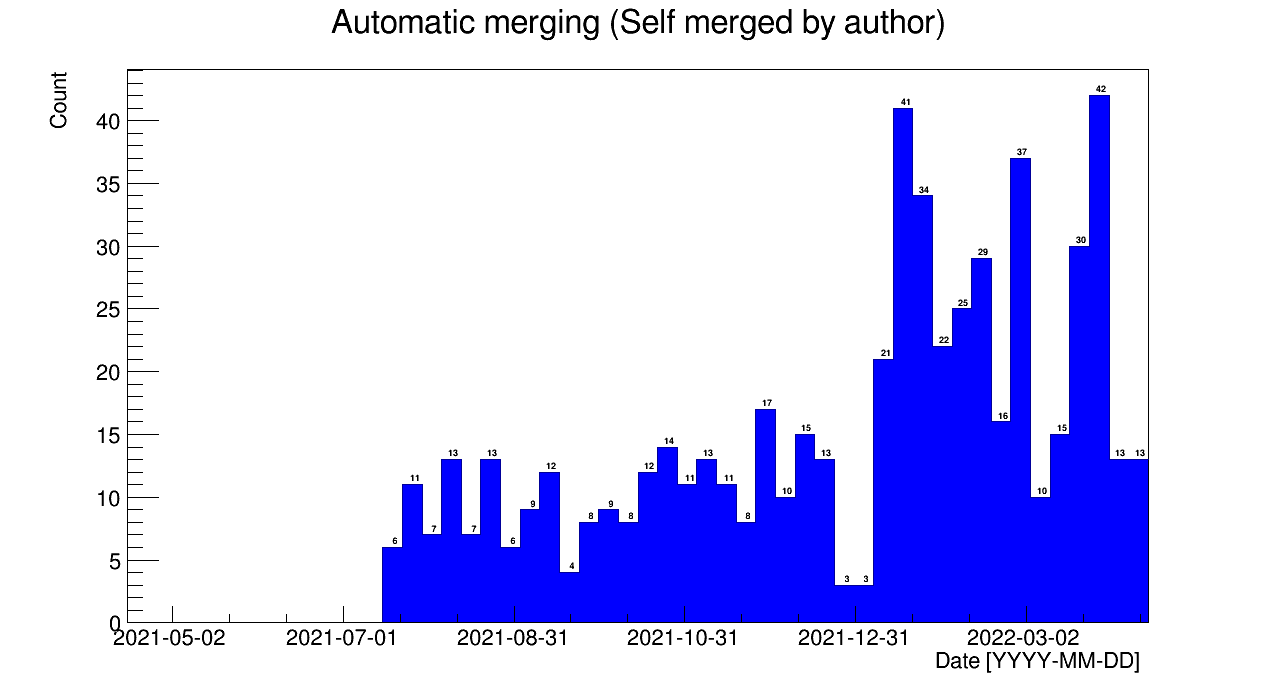 Automatic merging (Self merged by author)
Count
40
35
30
25
20
15
10
5
0
6 11 7 13 7 13 6 9 12 4 8 9 8 12 14 11 13 11 8 17 10 15 13 3 3 21 41 34 22 25 29 16 37 10 15 30 42 13 13
2021-05-02 2021-07-01 2021-08-31 2021-10-31 2021-12-31 2022-03-02
Date [YYYY-MM-DD]